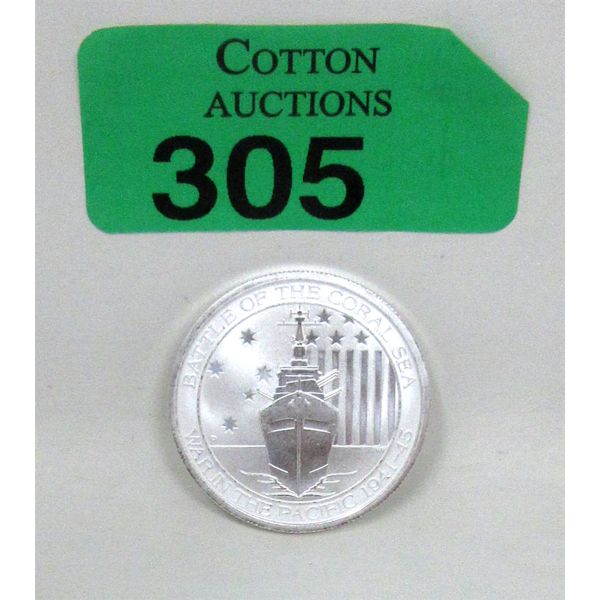 COTTON
AUCTIONS
305
BATTLE OF THE CORAL SEA
WAR IN THE PACIFIC 1941-45